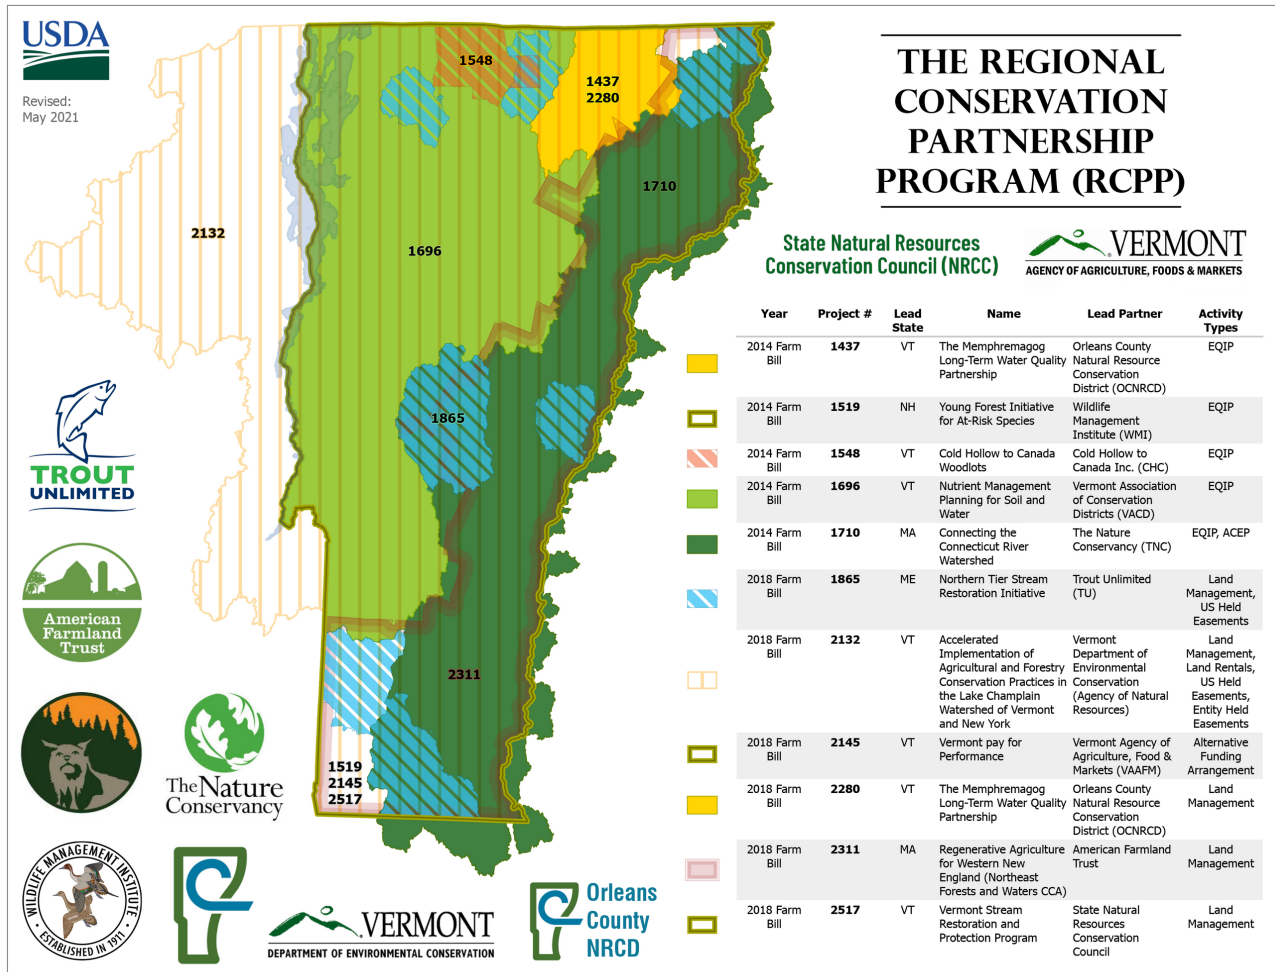 USDA
Revised:
May 2021
THE REGIONAL
CONSERVATION
PARTNERSHIP
PROGRAM (RCPP)
State Natural Resources
Conservation Council (NRCC)
VERMONT
AGENCY OF AGRICULTURE, FOODS & MARKETS
1548
1437
2280
1710
2132
1696
1865
2311
1519
2145
2517
TROUT
UNLIMITED
American
Farmland
Trust
The Nature
Conservancy
WILDLIFE MANAGEMENT INSTITUTE
• ESTABLISHED IN 1911 •
VERMONT
DEPARTMENT OF ENVIRONMENTAL CONSERVATION
Orleans
County
NRCD
Year Project # Lead State Name Lead Partner Activity Types
2014 Farm Bill 1437 VT The Memphremagog Long-Term Water Quality Partnership Orleans County Natural Resource Conservation District (OCNRCD) EQIP
2014 Farm Bill 1519 NH Young Forest Initiative for At-Risk Species Wildlife Management Institute (WMI) EQIP
2014 Farm Bill 1548 VT Cold Hollow to Canada Woodlots Cold Hollow to Canada Inc. (CHC) EQIP
2014 Farm Bill 1696 VT Nutrient Management Planning for Soil and Water Vermont Association of Conservation Districts (VACD) EQIP
2014 Farm Bill 1710 MA Connecting the Connecticut River Watershed The Nature Conservancy (TNC) EQIP, ACEP
2018 Farm Bill 1865 ME Northern Tier Stream Restoration Initiative Trout Unlimited (TU) Land Management, US Held Easements
2018 Farm Bill 2132 VT Accelerated Implementation of Agricultural and Forestry Conservation Practices in the Lake Champlain Watershed of Vermont and New York Vermont Department of Environmental Conservation (Agency of Natural Resources) Land Management, Land Rentals, US Held Easements, Entity Held Easements
2018 Farm Bill 2145 VT Vermont pay for Performance Vermont Agency of Agriculture, Food & Markets (VAAFM) Alternative Funding Arrangement
2018 Farm Bill 2280 VT The Memphremagog Long-Term Water Quality Partnership Orleans County Natural Resource Conservation District (OCNRCD) Land Management
2018 Farm Bill 2311 MA Regenerative Agriculture for Western New England (Northeast Forests and Waters CCA) American Farmland Trust Land Management
2018 Farm Bill 2517 VT Vermont Stream Restoration and Protection Program State Natural Resources Conservation Council Land Management